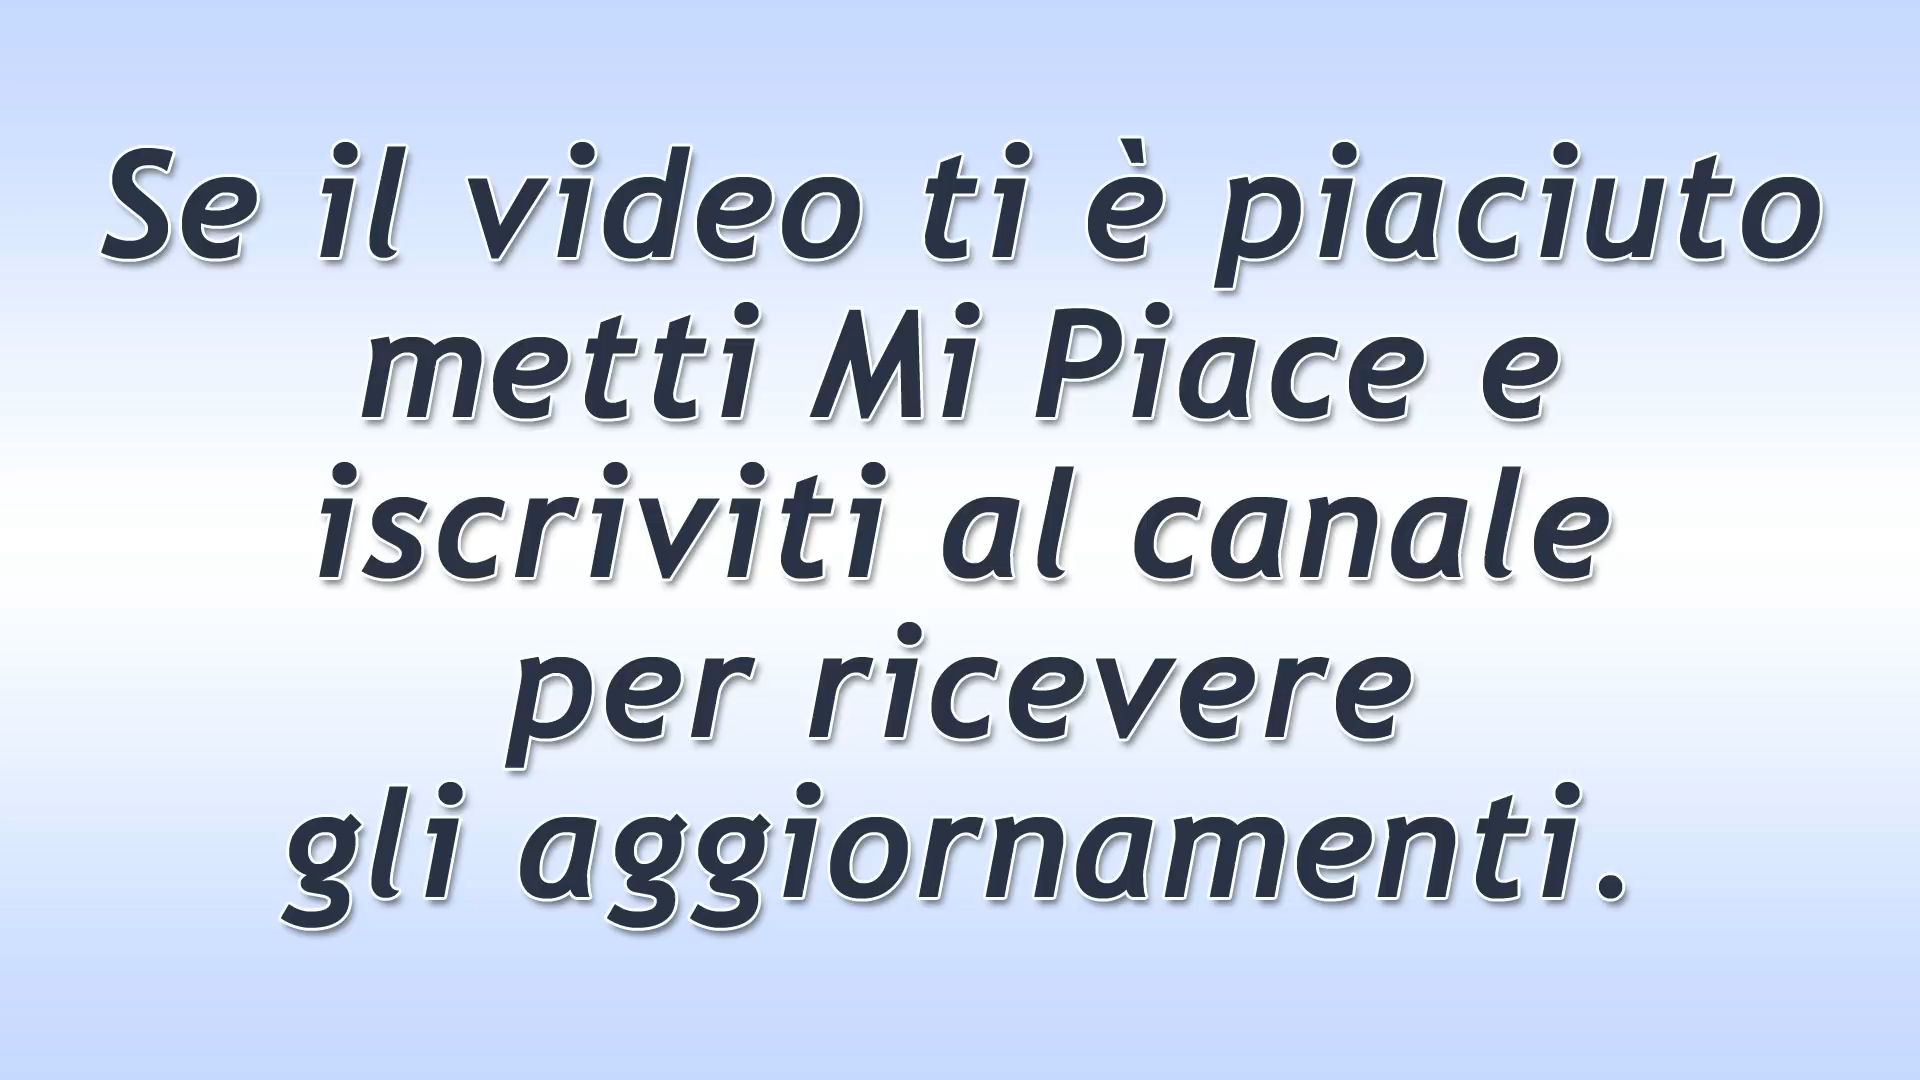 Se il video ti è piaciuto
metti Mi Piace e
iscriviti al canale
per ricevere
gli aggiornamenti.